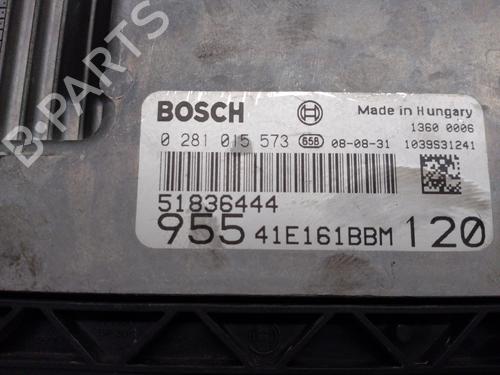 B-PARTS
BOSCH
Made in Hungary
1360 0006
0 281 015 573 658 08-08-31 1039S31241
51836444
955 41E161BBM 120